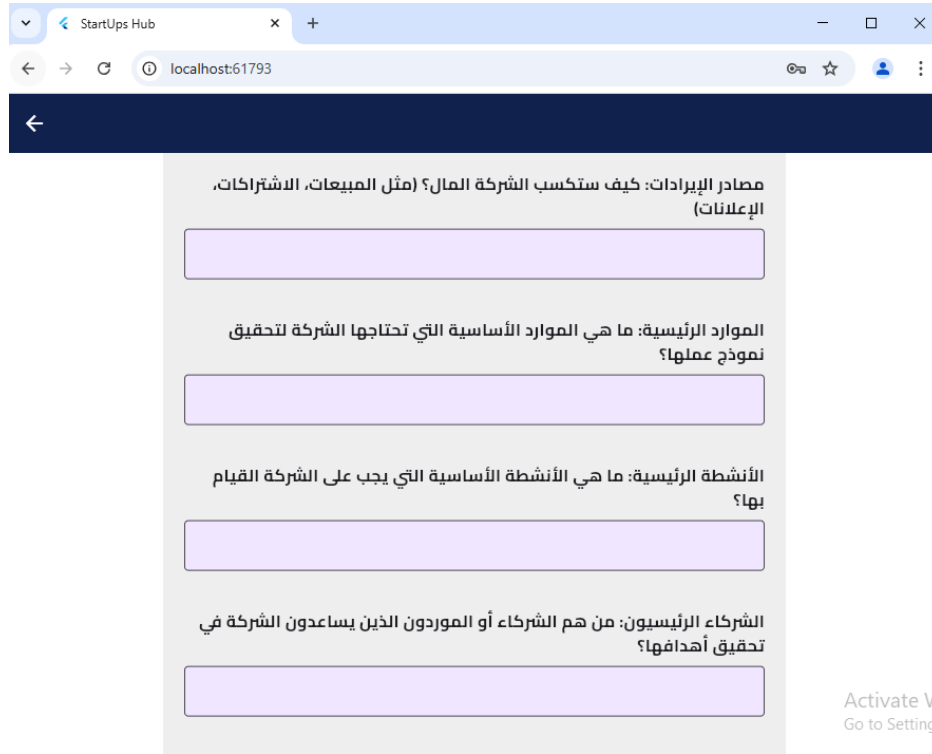 StartUps Hub
localhost:61793
مصادر الإيرادات: كيف ستكسب الشركة المال؟ (مثل المبيعات، الاشتراكات،
الإعلانات)
الموارد الرئيسية: ما هي الموارد الأساسية التي تحتاجها الشركة لتحقيق
نموذج عملها؟
الأنشطة الرئيسية: ما هي الأنشطة الأساسية التي يجب على الشركة القيام
بها؟
الشركاء الرئيسيون: من هم الشركاء أو الموردون الذين يساعدون الشركة في
تحقيق أهدافها؟
Activate
Go to Setting